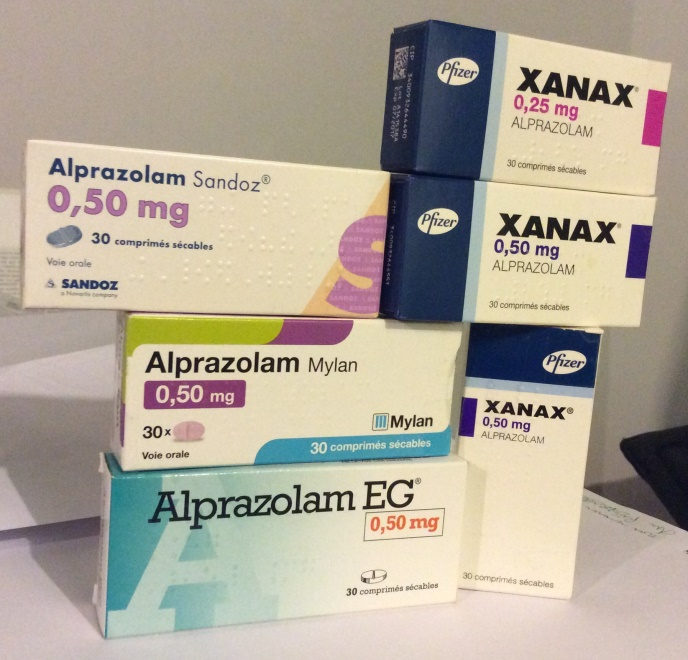 Pfizer
XANAX®
0,25 mg
ALPRAZOLAM
30 comprimés sécables
Alprazolam Sandoz®
0,50 mg
30 comprimés sécables
Voie orale
SANDOZ
a Novartis company
S
Pfizer
XANAX®
0,50 mg
ALPRAZOLAM
30 comprimés sécables
Alprazolam Mylan
0,50 mg
30x
Voie orale
Mylan
30 comprimés sécables
Pfizer
XANAX®
0,50 mg
ALPRAZOLAM
30 comprimés sécables
Alprazolam EG®
0,50 mg
A
30 comprimés sécables